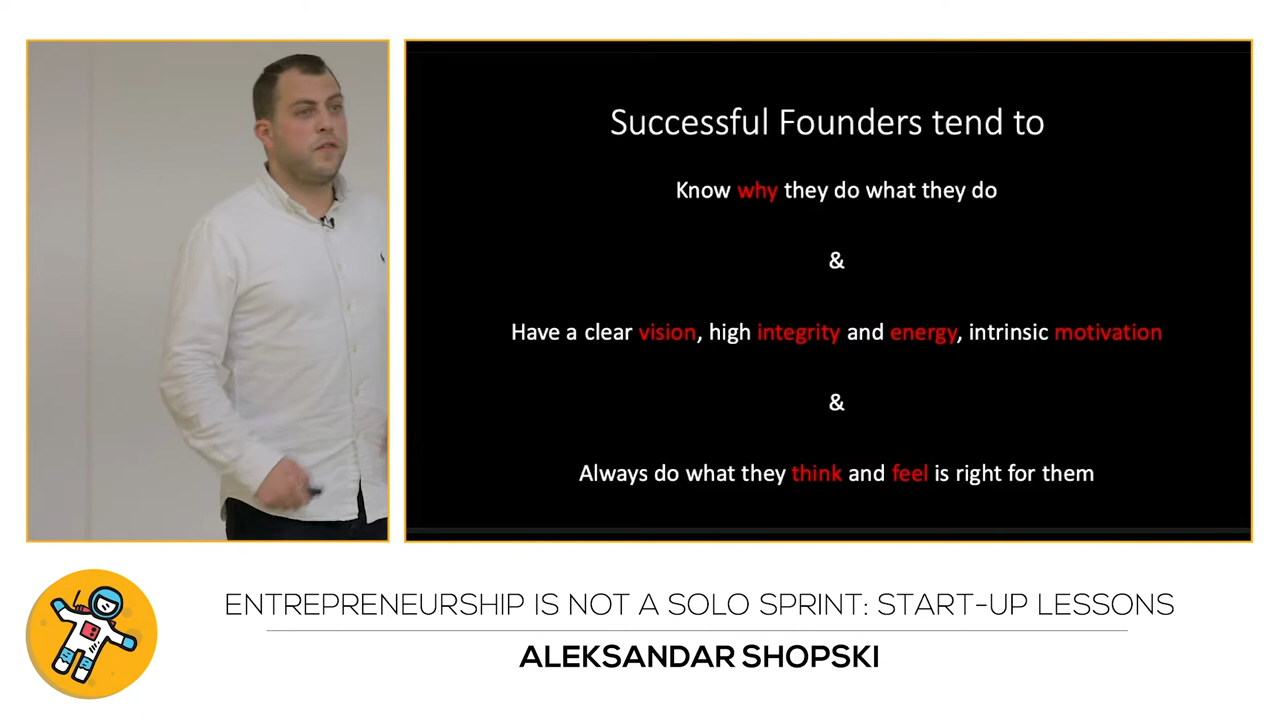 Successful Founders tend to
Know why they do what they do
&
Have a clear vision, high integrity and energy, intrinsic motivation
&
Always do what they think and feel is right for them
ENTREPRENEURSHIP IS NOT A SOLO SPRINT: START-UP LESSONS
ALEKSANDAR SHOPSKI